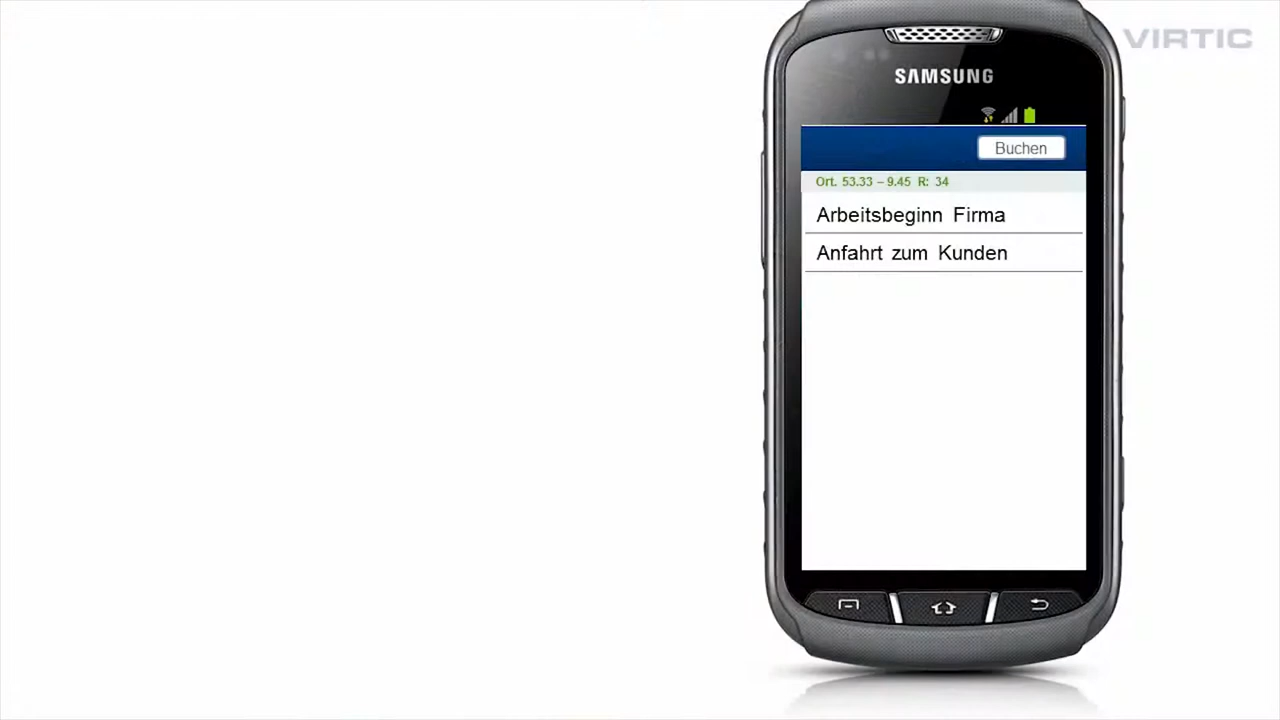 VIRTIC
SAMSUNG
Buchen
Ort. 53.33 – 9.45 R: 34
Arbeitsbeginn Firma
Anfahrt zum Kunden